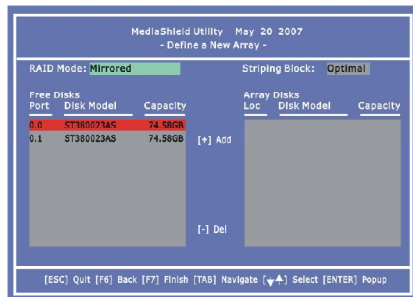 MediaShield Utility May 20 2007
- Define a New Array -
RAID Mode: Mirrored Striping Block: Optimal
Free Disks Array Disks
Port Disk Model Capacity Loc Disk Model Capacity
0.0 ST380023AS 74.58GB
0.1 ST380023AS 74.58GB
[+] Add
[-] Del
[ESC] Quit [F6] Back [F7] Finish [TAB] Navigate [↓↑] Select [ENTER] Popup